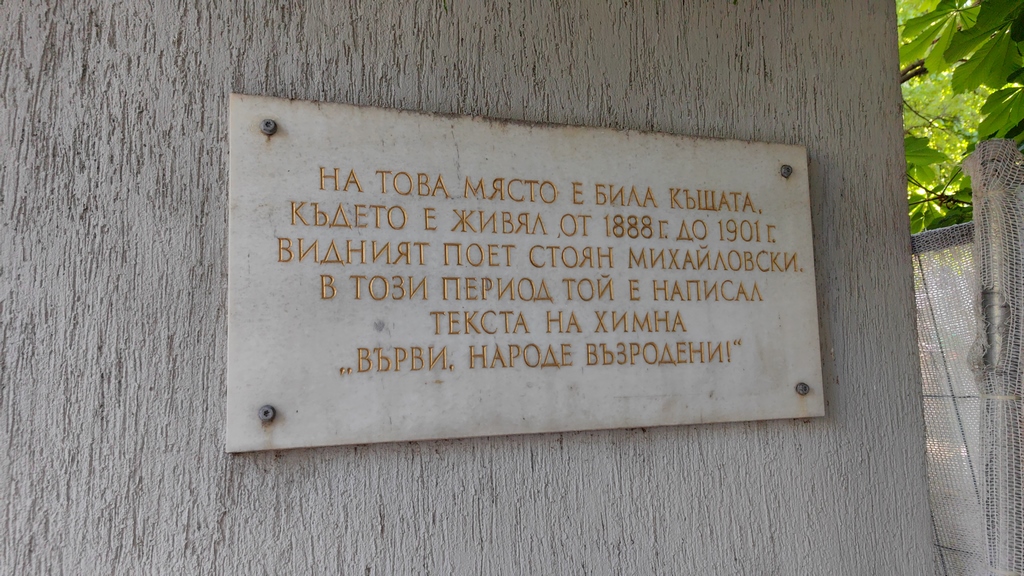 НА ТОВА МЯСТО Е БИЛА КЪЩАТА,
КЪДЕТО Е ЖИВЯЛ ОТ 1888 Г. ДО 1901 Г.
ВИДНИЯТ ПОЕТ СТОЯН МИХАЙЛОВСКИ.
В ТОЗИ ПЕРИОД ТОЙ Е НАПИСАЛ
ТЕКСТА НА ХИМНА
„ВЪРВИ, НАРОДЕ ВЪЗРОДЕНИ!“